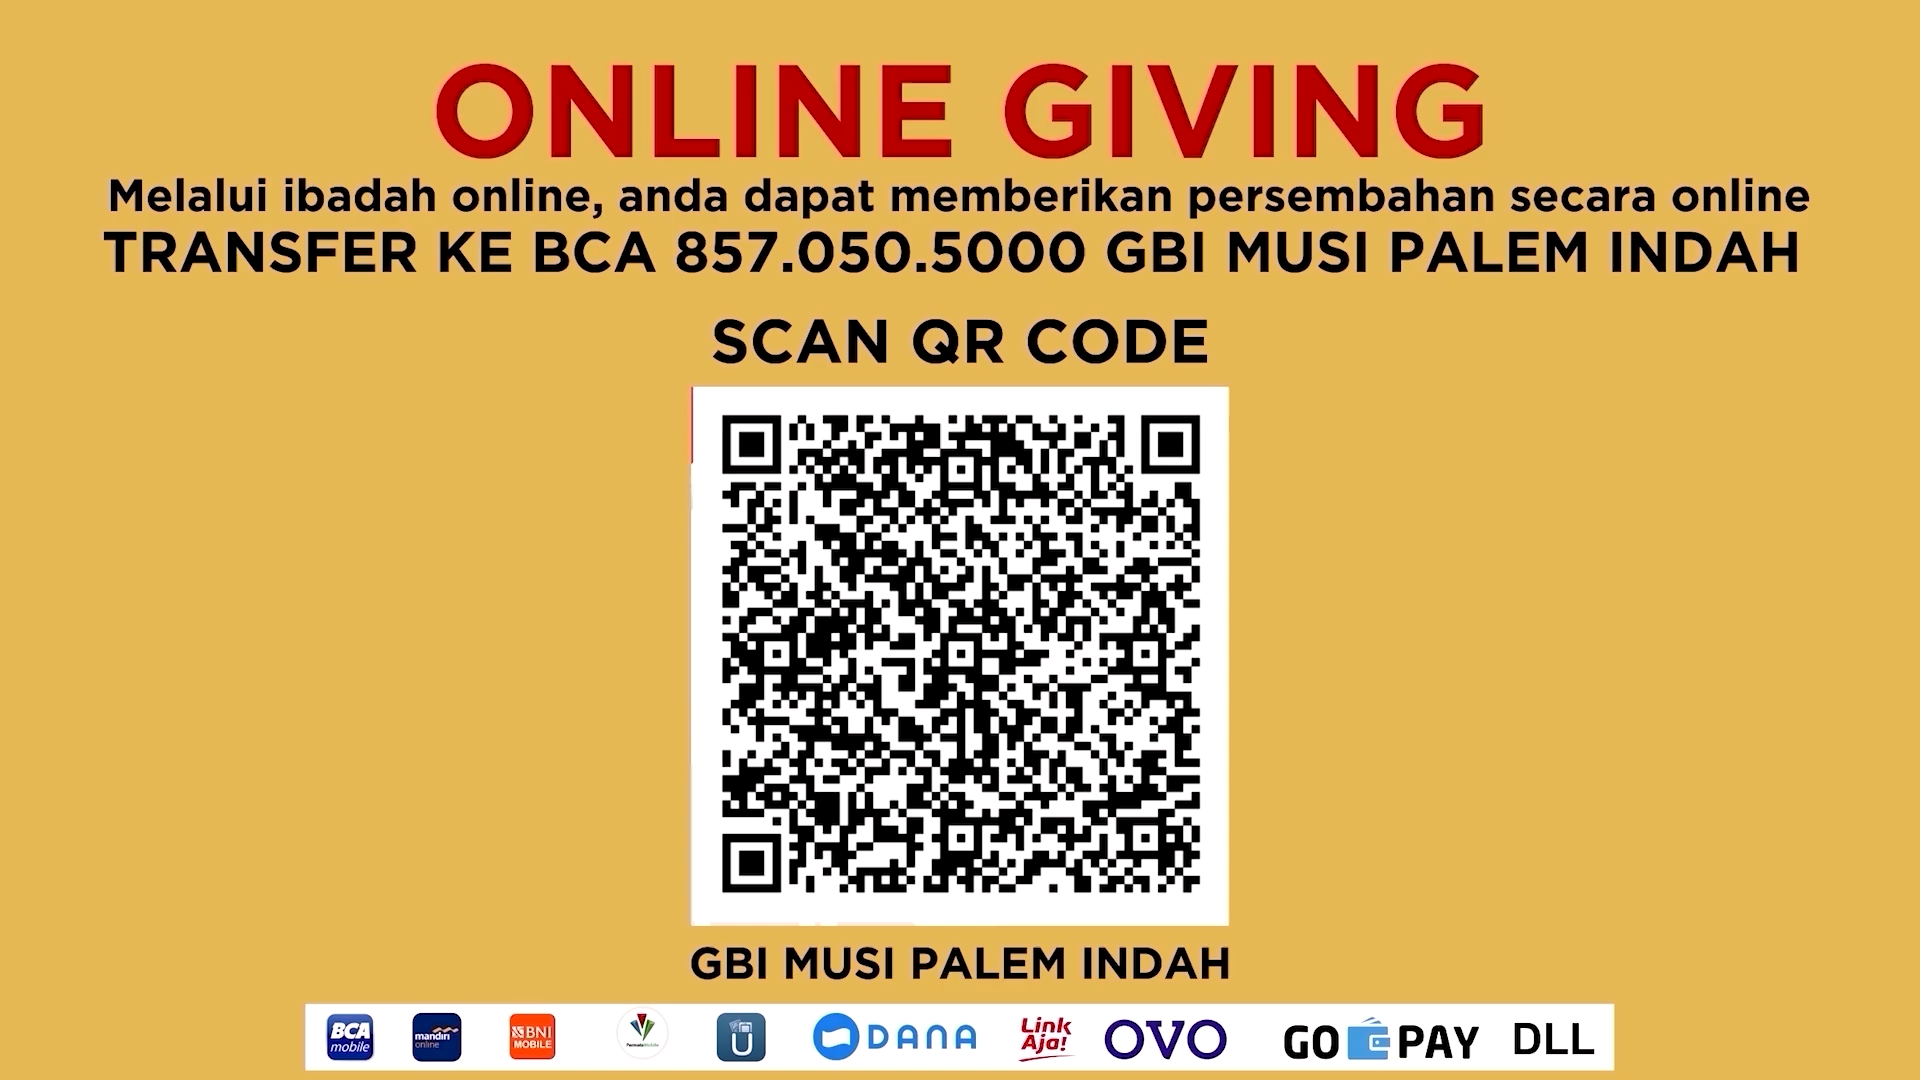 ONLINE GIVING
Melalui ibadah online, anda dapat memberikan persembahan secara online
TRANSFER KE BCA 857.050.5000 GBI MUSI PALEM INDAH
SCAN QR CODE
GBI MUSI PALEM INDAH
BCA mobile
mandiri online
BNI MOBILE
PermataMobile
U
DANA
Link Aja!
OVO
GO PAY
DLL